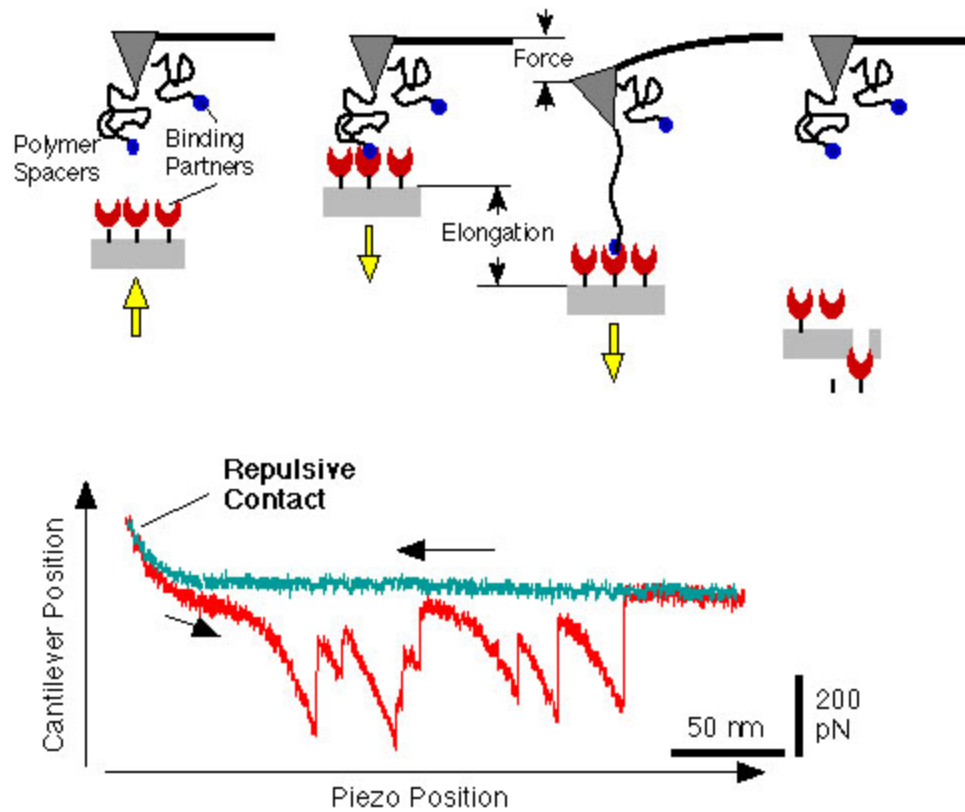 Force
Polymer
Spacers
Binding
Partners
Elongation
Repulsive
Contact
Cantilever Position
50 nm
200
pN
Piezo Position